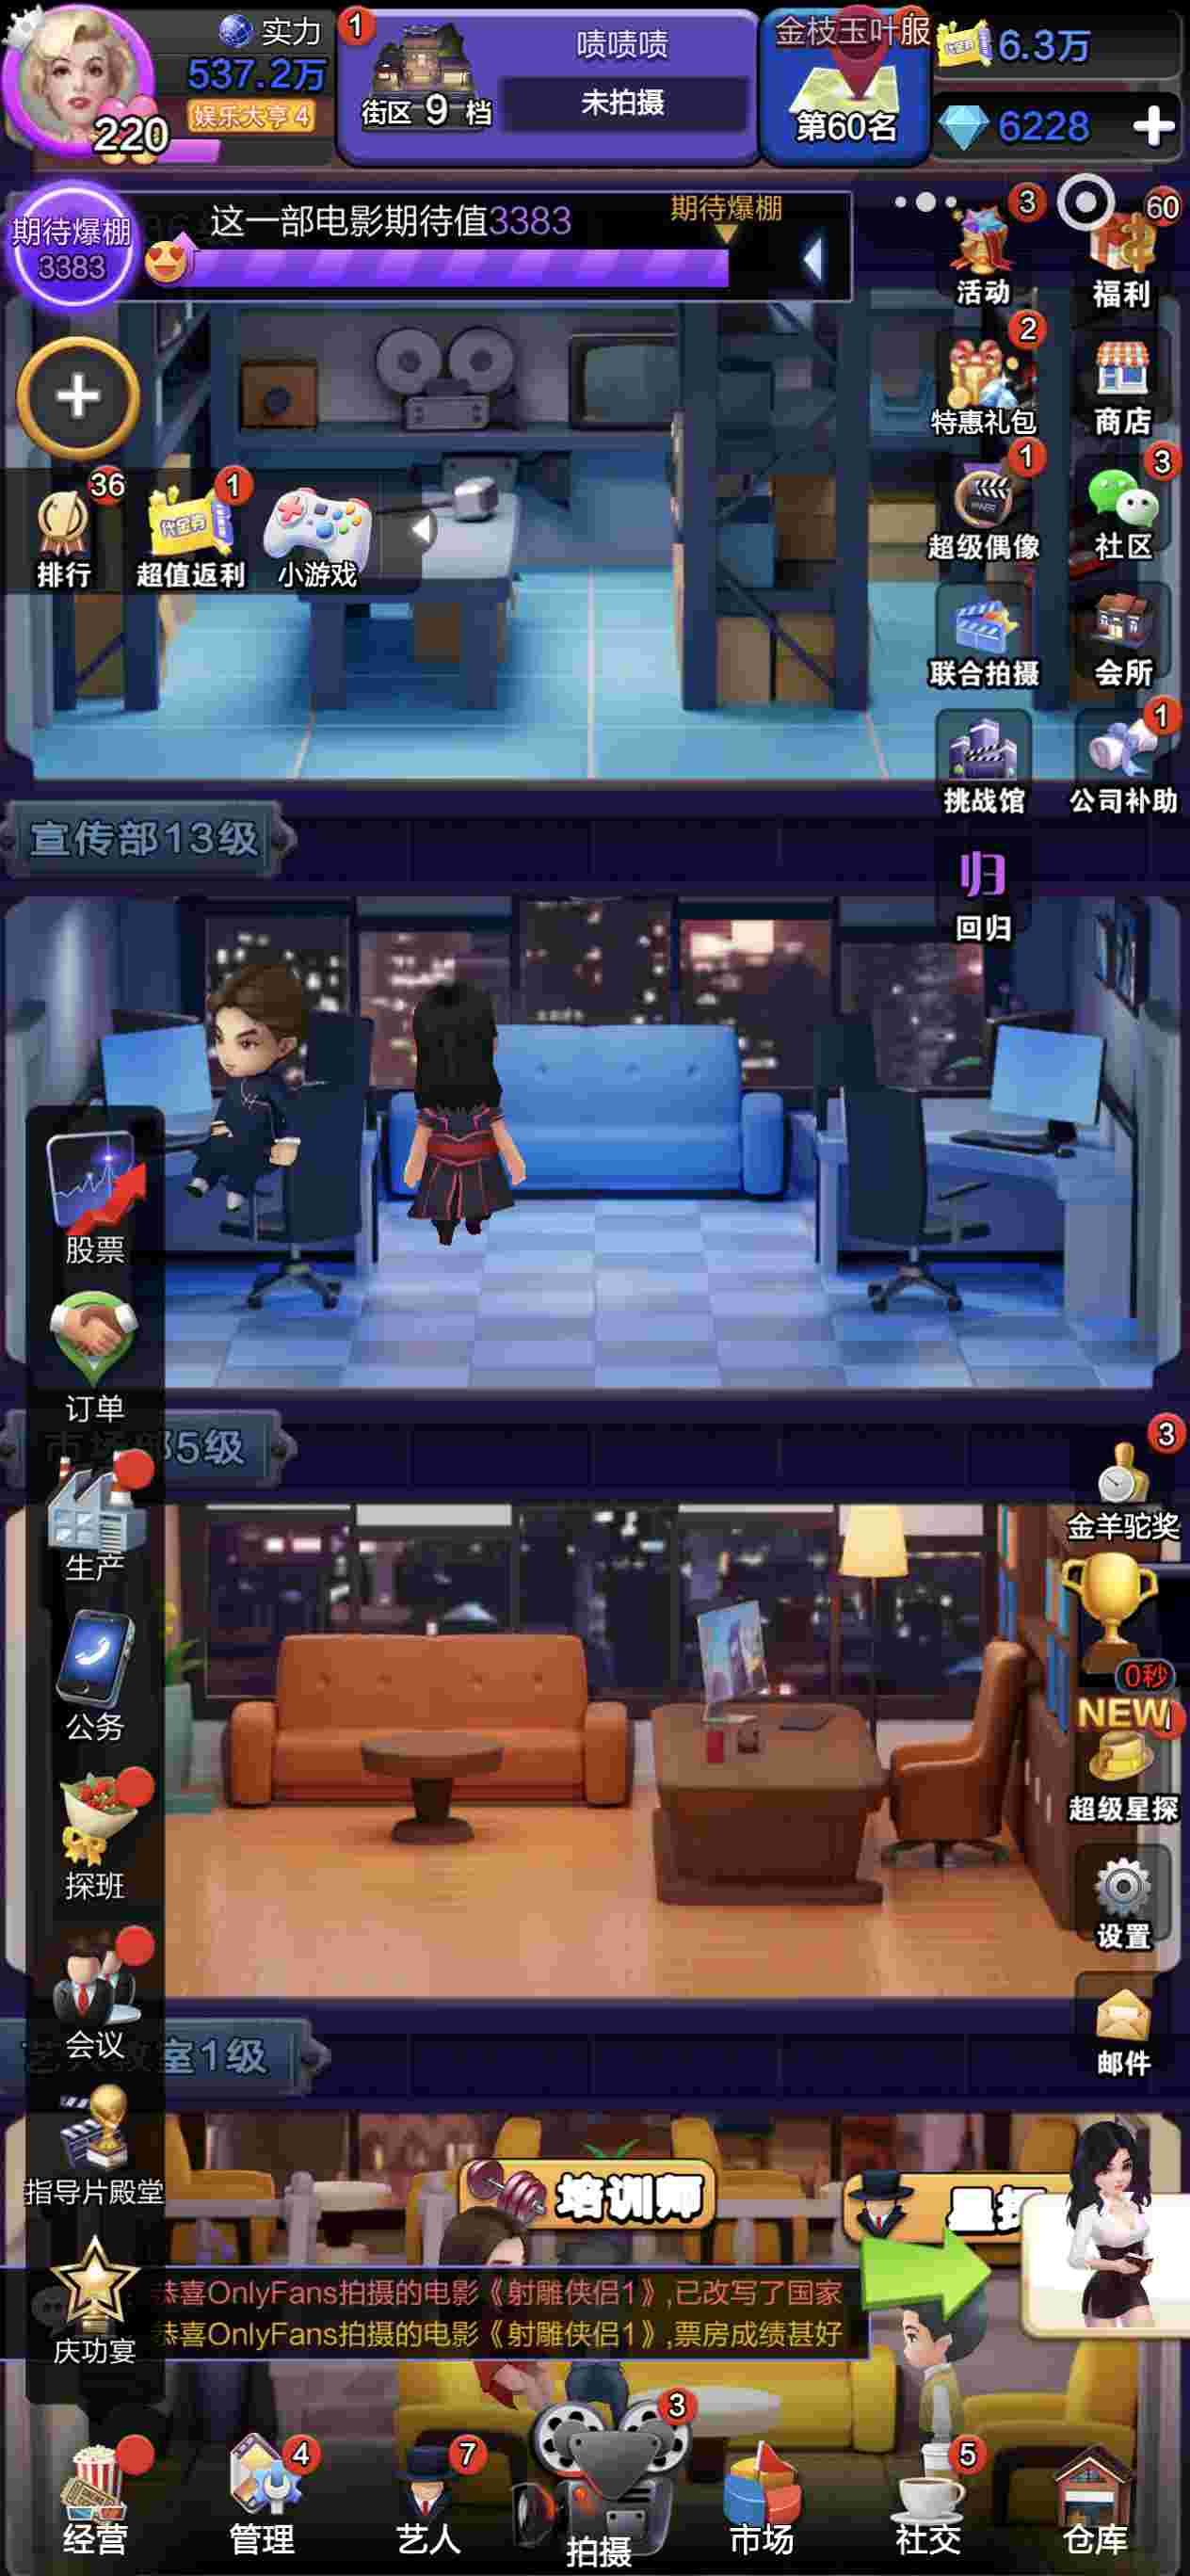 实力
537.2万
娱乐大亨 4
220
1
街区 9 档
啧啧啧
未拍摄
金枝玉叶服
第60名
6.3万
6228
期待爆棚
3383
这一部电影期待值3383
期待爆棚
3
活动
60
福利
2
特惠礼包
商店
36
排行
1
超值返利
小游戏
1
超级偶像
3
社区
联合拍摄
会所
挑战馆
1
公司补助
宣传部13级
归
回归
股票
订单
5级
生产
公务
探班
会议
室1级
指导片殿堂
庆功宴
3
金羊驼奖
0秒
NEW
超级星探
设置
邮件
培训师
恭喜OnlyFans拍摄的电影《射雕侠侣1》,已改写了国家
恭喜OnlyFans拍摄的电影《射雕侠侣1》,票房成绩甚好
经营
4
管理
7
艺人
3
拍摄
市场
5
社交
仓库